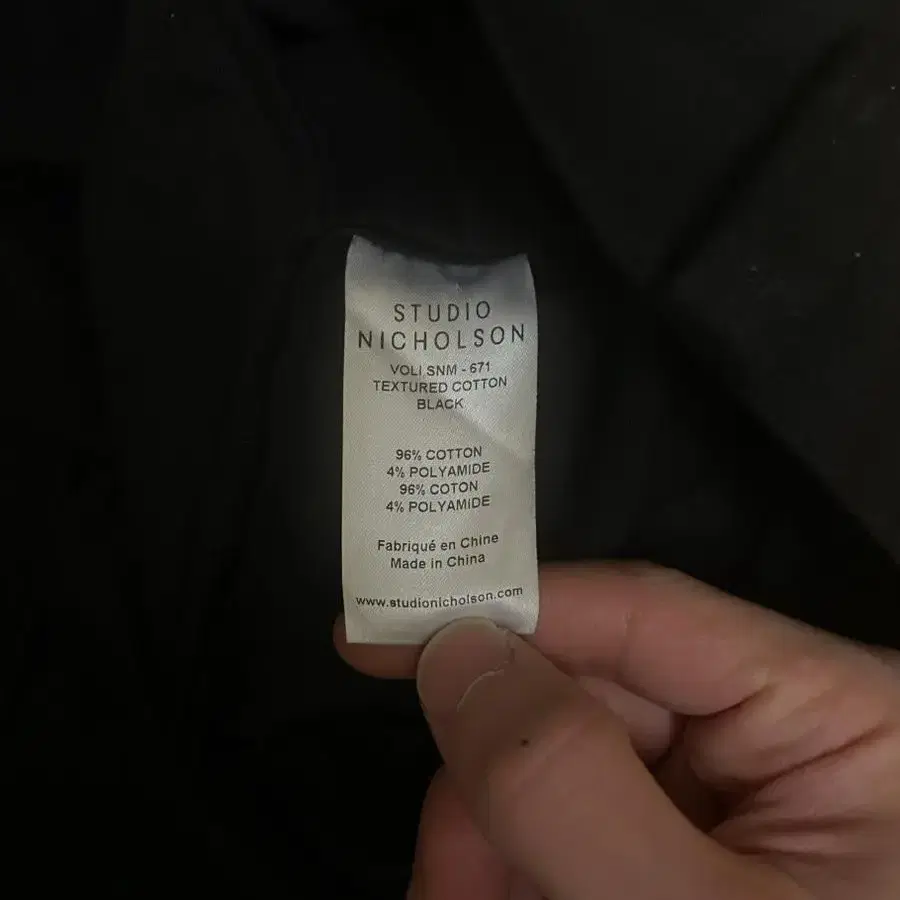 STUDIO
NICHOLSON
VOLI SNM - 671
TEXTURED COTTON
BLACK
96% COTTON
4% POLYAMIDE
96% COTON
4% POLYAMIDE
Fabriqué en Chine
Made in China
www.studionicholson.com